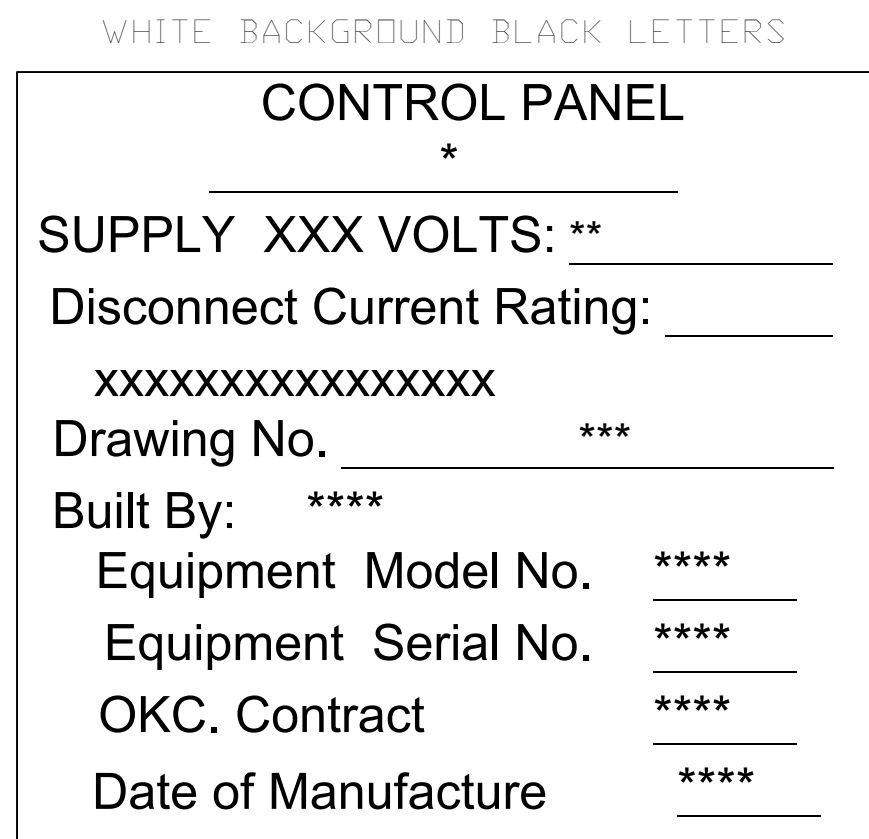 WHITE BACKGROUND BLACK LETTERS
CONTROL PANEL
*
SUPPLY XXX VOLTS: **
Disconnect Current Rating:
xxxxxxxxxxxxxxxx
Drawing No. ***
Built By: ****
Equipment Model No. ****
Equipment Serial No. ****
OKC. Contract ****
Date of Manufacture ****